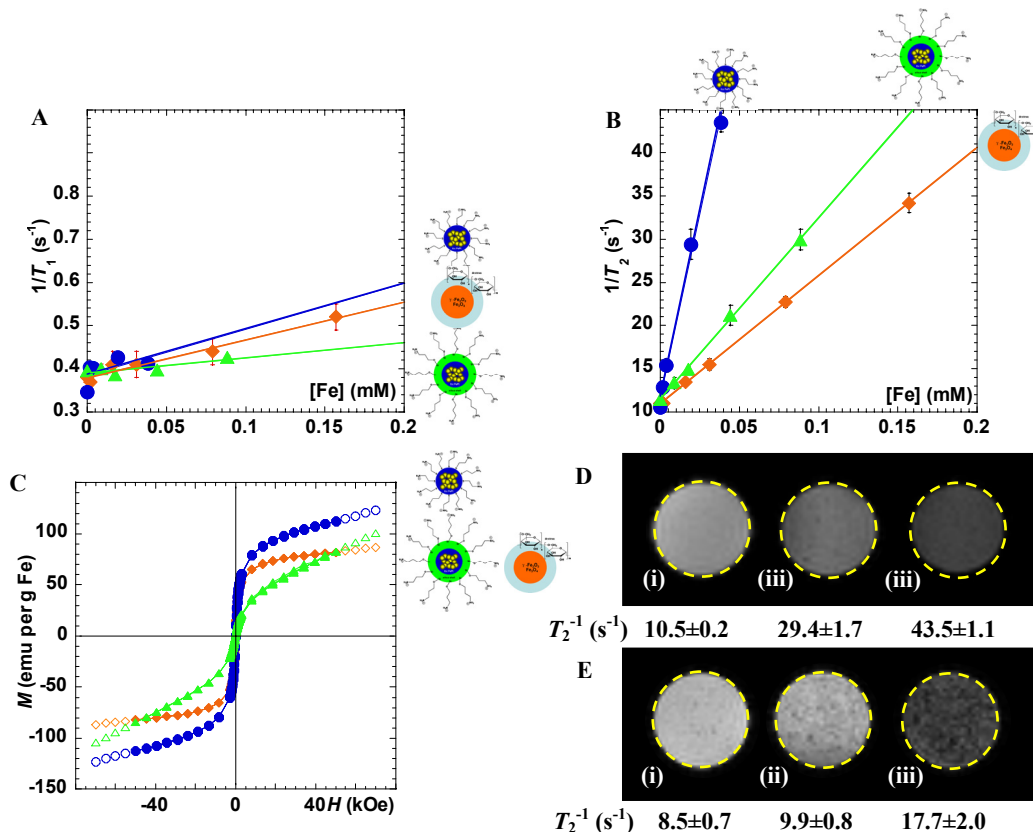 A
1/T1 (s-1)
0.9
0.8
0.7
0.6
0.5
0.4
0.3
[Fe] (mM)
0 0.05 0.1 0.15 0.2
B
1/T2 (s-1)
40
35
30
25
20
15
10
[Fe] (mM)
0 0.05 0.1 0.15 0.2
C
M (emu per g Fe)
100
50
0
-50
-100
-150
-40 0 40 H (kOe)
D
(i) (iii) (iii)
T2-1 (s-1) 10.5±0.2 29.4±1.7 43.5±1.1
E
(i) (ii) (iii)
T2-1 (s-1) 8.5±0.7 9.9±0.8 17.7±2.0